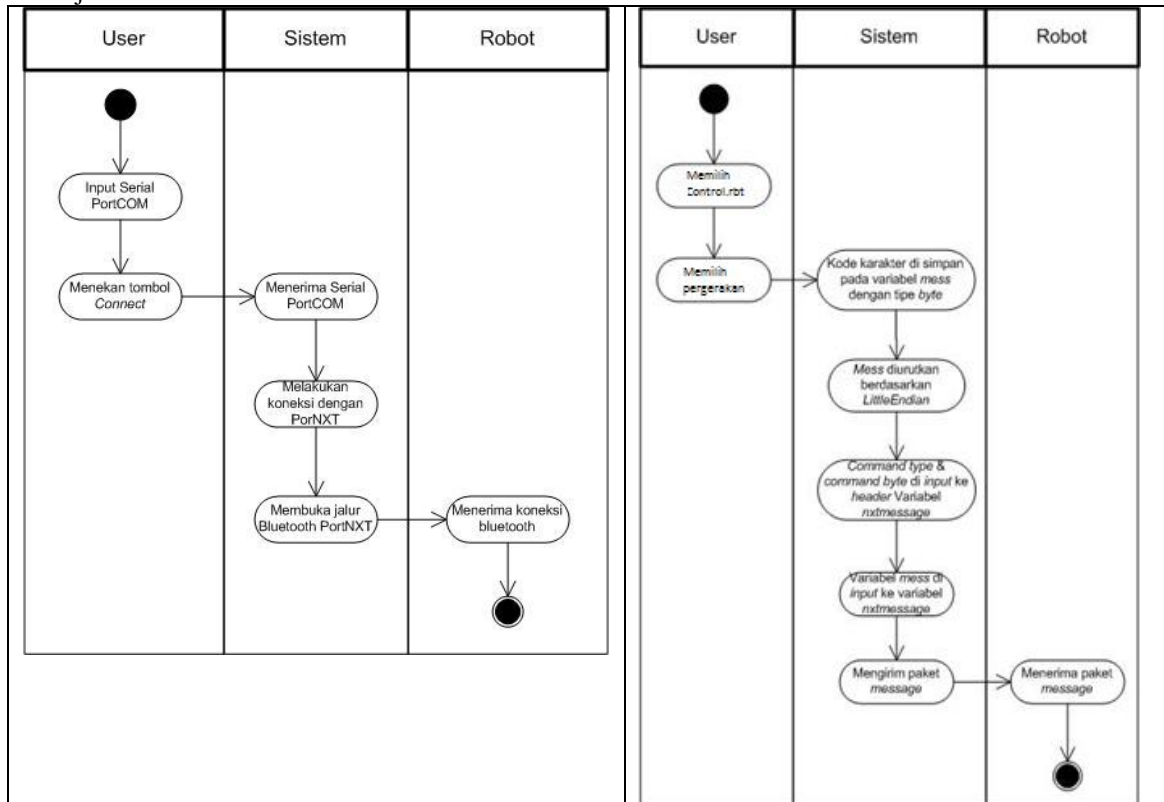 User
Sistem
Robot
Input Serial
PortCOM
Menekan tombol
Connect
Menerima Serial
PortCOM
Melakukan
koneksi dengan
PorNXT
Membuka jalur
Bluetooth PortNXT
Menerima koneksi
bluetooth
User
Sistem
Robot
Memilih
Control.rbt
Memilih
pergerakan
Kode karakter di simpan
pada variabel mess
dengan tipe byte
Mess diurutkan
berdasarkan
LittleEndian
Command type &
command byte di input ke
header Variabel
nxtmessage
Variabel mess di
input ke variabel
nxtmessage
Mengirim paket
message
Menerima paket
message